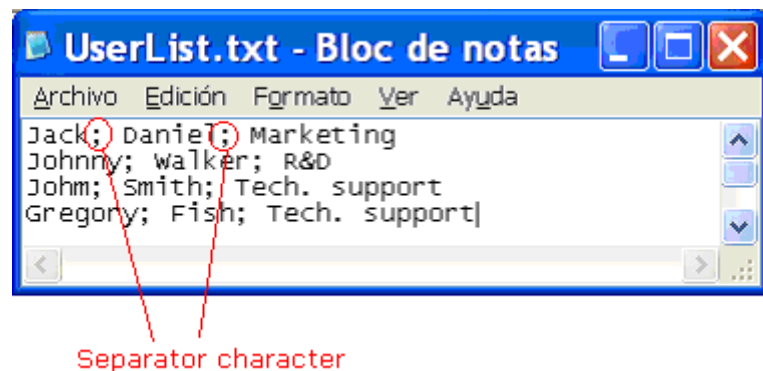 UserList.txt - Bloc de notas
Archivo Edición Formato Ver Ayuda
Jack; Daniel; Marketing
Johnny; Walker; R&D
Johm; Smith; Tech. support
Gregory; Fish; Tech. support
Separator character